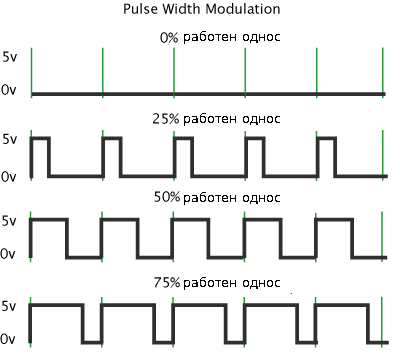 Pulse Width Modulation
0% работен однос
5v
0v
25% работен однос
5v
0v
50% работен однос
5v
0v
75% работен однос
5v
0v